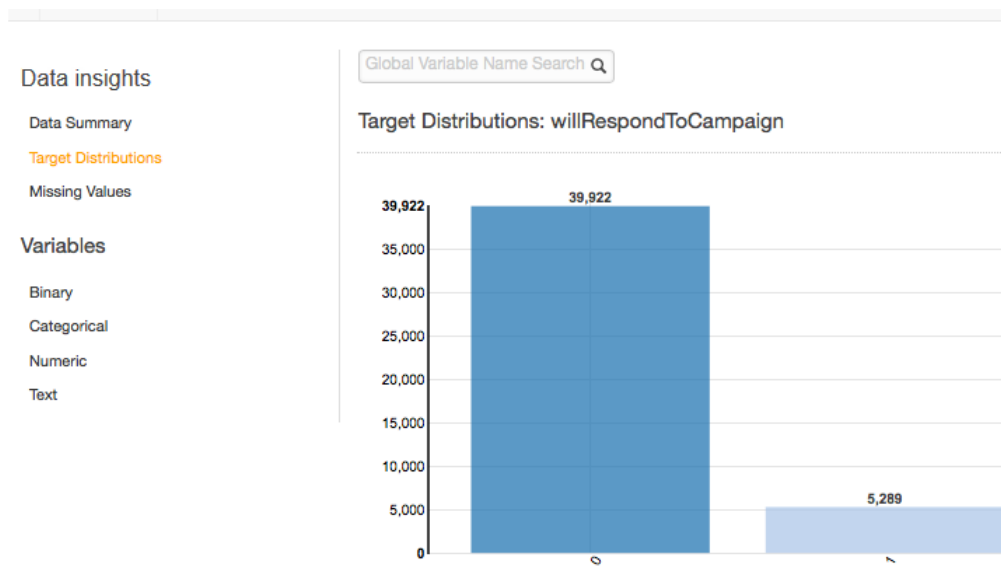 Data insights
Data Summary
Target Distributions
Missing Values
Variables
Binary
Categorical
Numeric
Text
Global Variable Name Search
Target Distributions: willRespondToCampaign
39,922
39,922
35,000
30,000
25,000
20,000
15,000
10,000
5,000
5,289
0
0
1